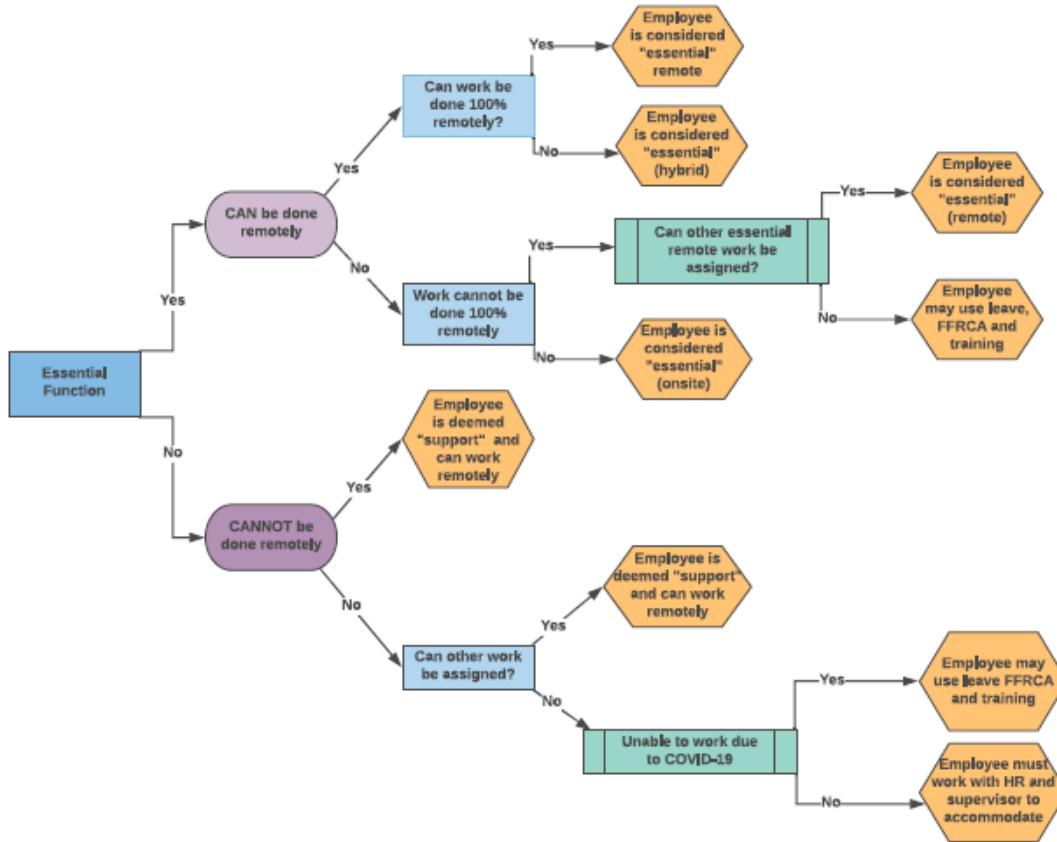 Employee
is considered
"essential"
remote
Yes
Can work be
done 100%
remotely?
No
Employee
is considered
"essential"
(hybrid)
Yes
CAN be done
remotely
No
Yes
Can other essential
remote work be
assigned?
Yes
Employee
is considered
"essential"
(remote)
No
Employee
may use leave,
FFRCA and
training
Work cannot be
done 100%
remotely
No
Employee is
considered
"essential"
(onsite)
Yes
Essential
Function
No
Employee
is deemed
"support" and
can work
remotely
Yes
CANNOT be
done remotely
No
Employee is
deemed "support"
and can work
remotely
Yes
Can other work
be assigned?
No
Unable to work due
to COVID-19
Yes
Employee may
use leave FFRCA
and training
No
Employee must
work with HR and
supervisor to
accommodate